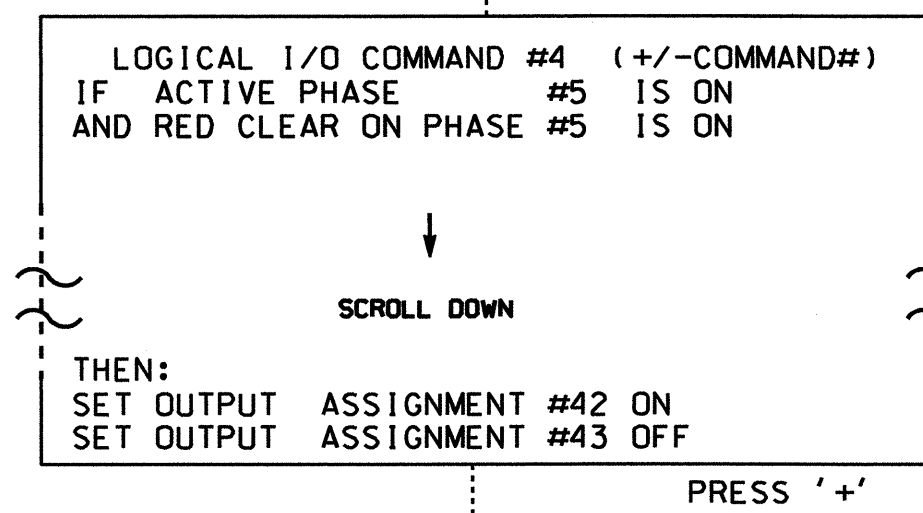 LOGICAL I/O COMMAND #4 (+/-COMMAND#)
IF ACTIVE PHASE #5 IS ON
AND RED CLEAR ON PHASE #5 IS ON
SCROLL DOWN
THEN:
SET OUTPUT ASSIGNMENT #42 ON
SET OUTPUT ASSIGNMENT #43 OFF
PRESS '+'